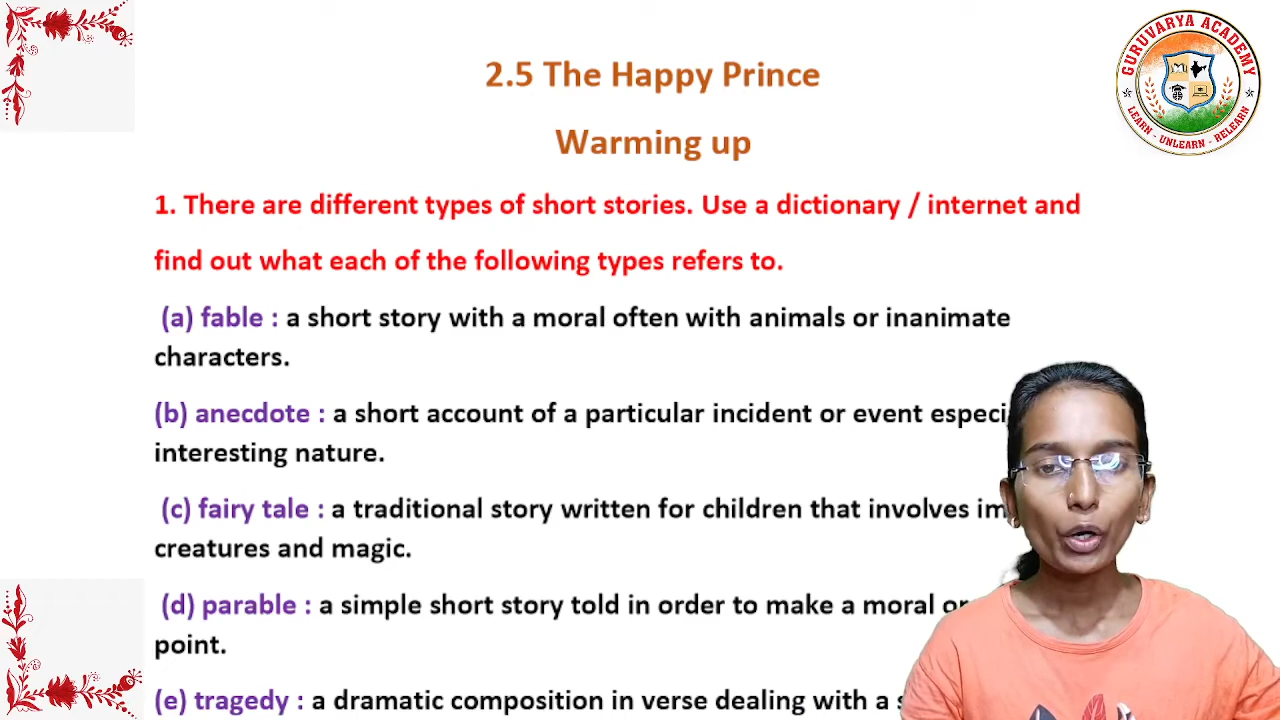 2.5 The Happy Prince
Warming up
1. There are different types of short stories. Use a dictionary / internet and
find out what each of the following types refers to.
(a) fable : a short story with a moral often with animals or inanimate
characters.
(b) anecdote : a short account of a particular incident or event
interesting nature.
(c) fairy tale : a traditional story written for children that involves
creatures and magic.
(d) parable : a simple short story told in order to make a moral or
point.
(e) tragedy : a dramatic composition in verse dealing with a
GURUVARYA ACADEMY
LEARN - UNLEARN - RELEARN